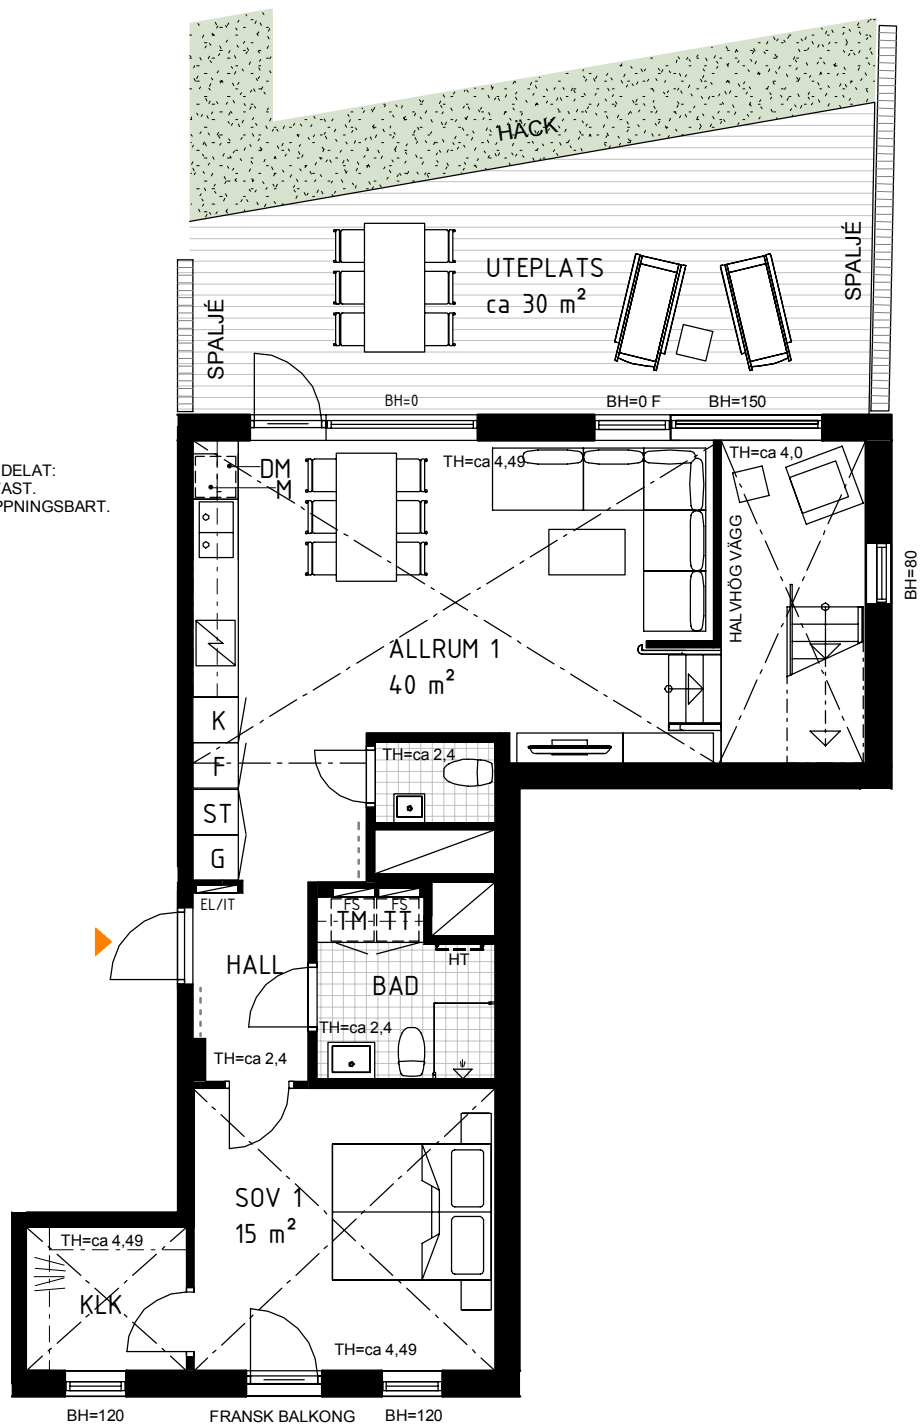 HÄCK
UTEPLATS
ca 30 m²
SPALJÉ
SPALJÉ
BH=0
BH=0 F
BH=150
DELAT:
PPNINGSBART.
DM
M
TH=ca 4,49
TH=ca 4,0
HALVHÖG VÄGG
BH=80
ALLRUM 1
40 m²
K
F
ST
G
TH=ca 2,4
EL/IT
FS
FS
TM
TT
HT
HALL
BAD
TH=ca 2,4
TH=ca 2,4
SOV 1
15 m²
TH=ca 4,49
KLK
TH=ca 4,49
BH=120
FRANSK BALKONG
BH=120